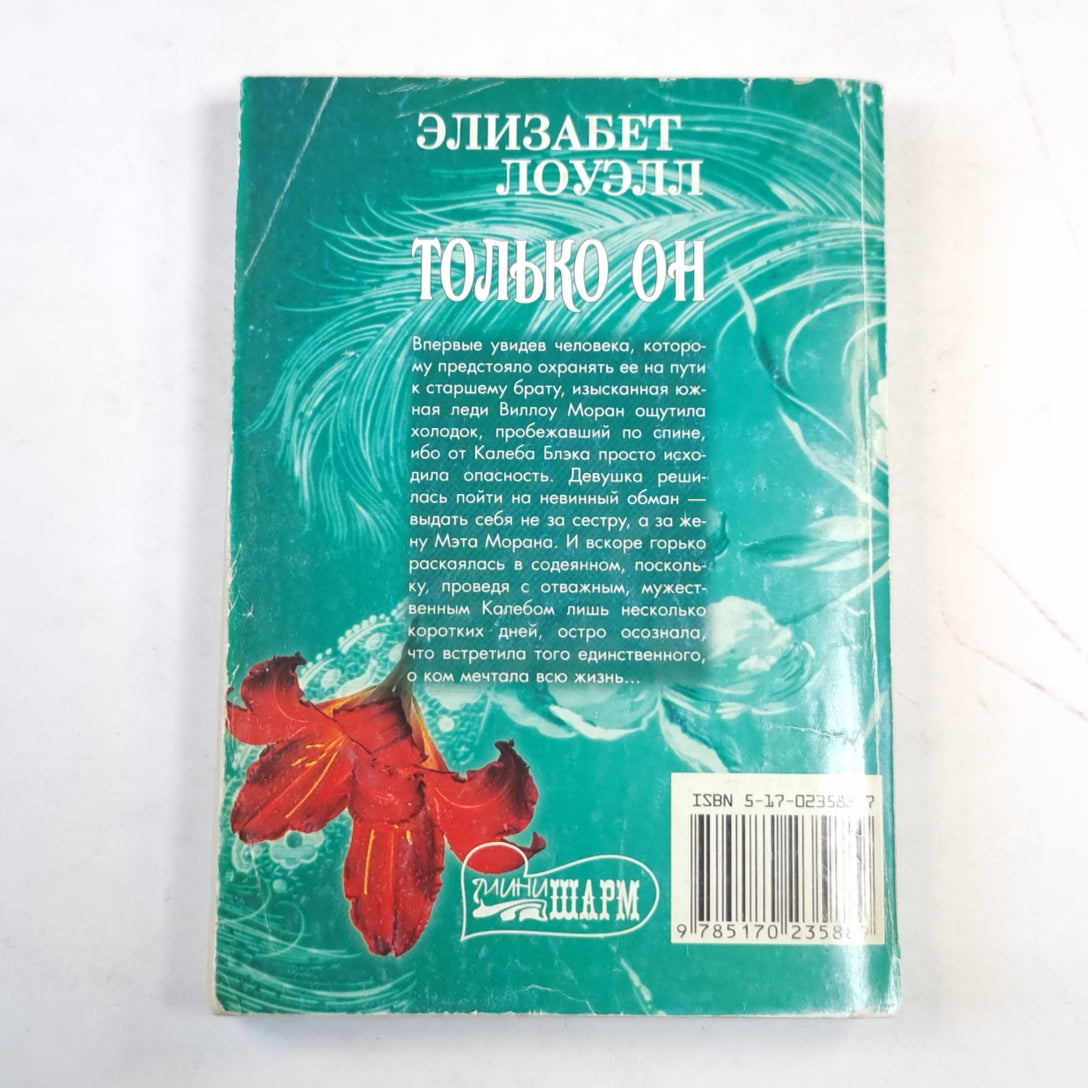 ЭЛИЗАБЕТ
ЛОУЭЛЛ
ТОЛЬКО ОН
Впервые увидев человека, которо-
му предстояло охранять ее на пути
к старшему брату, изысканная юж-
ная леди Виллоу Моран ощутила
холодок, пробежавший по спине,
ибо от Калеба Блэка просто исхо-
дила опасность. Девушка реши-
лась пойти на невинный обман —
выдать себя не за сестру, а за же-
ну Мэта Морана. И вскоре горько
раскаялась в содеянном, посколь-
ку, проведя с отважным, мужест-
венным Калебом лишь несколько
коротких дней, остро осознала,
что встретила того единственного,
о ком мечтала всю жизнь...
ISBN
мини
ШАРМ
9 785170